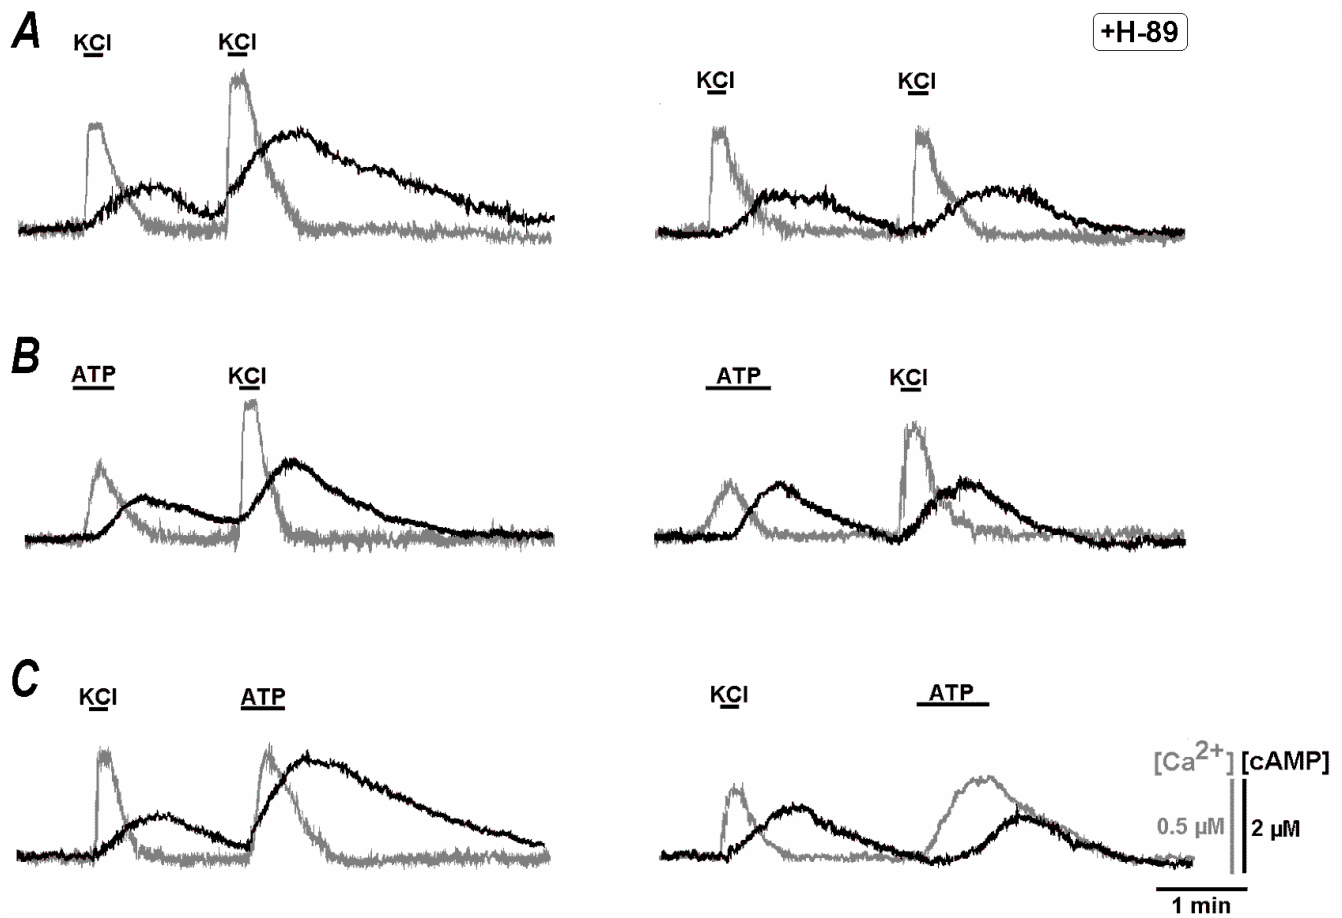 A
KCl
KCl
+H-89
KCl
KCl
B
ATP
KCl
ATP
KCl
C
KCl
ATP
KCl
ATP
[Ca2+] [cAMP]
0.5 µM 2 µM
1 min